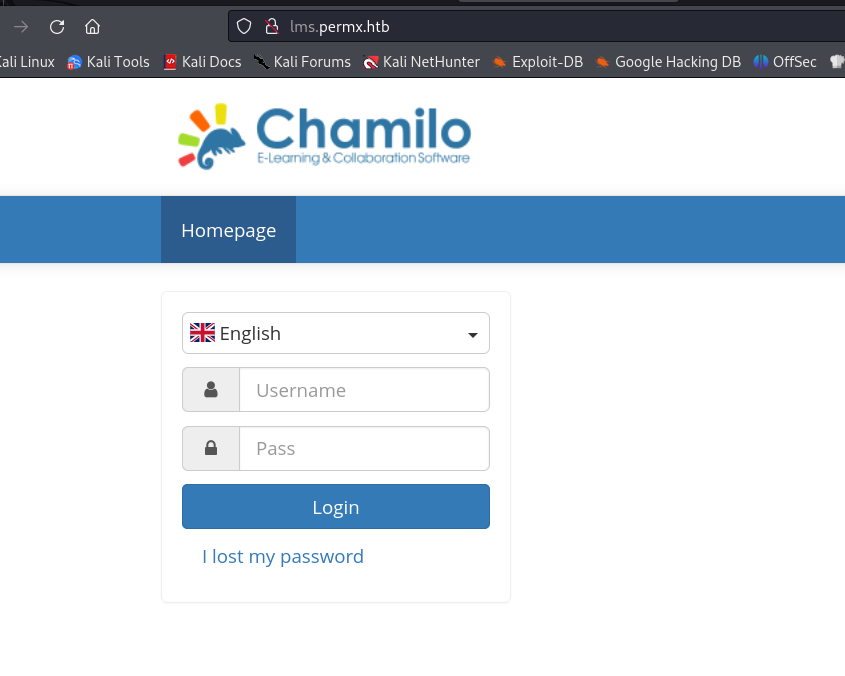 lms.permx.htb
Kali Linux Kali Tools Kali Docs Kali Forums Kali NetHunter Exploit-DB Google Hacking DB OffSec
Chamilo
E-Learning & Collaboration Software
Homepage
English
Username
Pass
Login
I lost my password